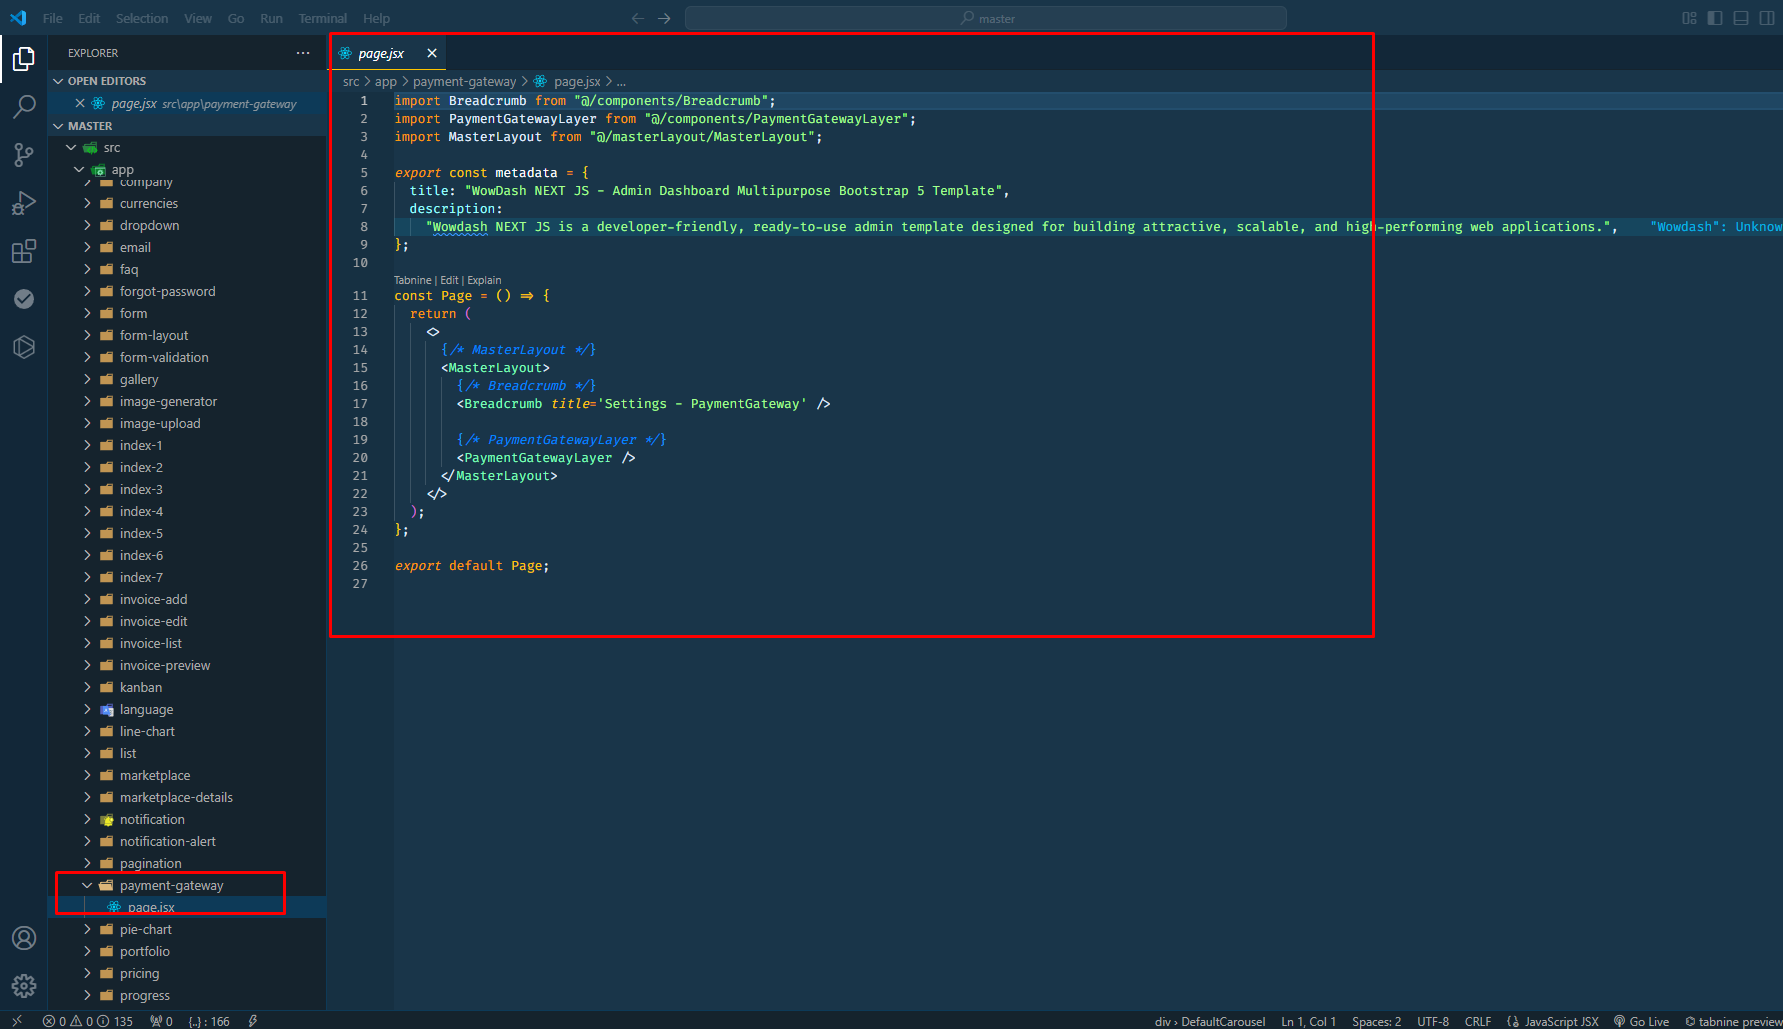 File Edit Selection View Go Run Terminal Help
master
EXPLORER
OPEN EDITORS
page.jsx src\app\payment-gateway
MASTER
src
app
company
currencies
dropdown
email
faq
forgot-password
form
form-layout
form-validation
gallery
image-generator
image-upload
index-1
index-2
index-3
index-4
index-5
index-6
index-7
invoice-add
invoice-edit
invoice-list
invoice-preview
kanban
language
line-chart
list
marketplace
marketplace-details
notification
notification-alert
pagination
payment-gateway
page.jsx
pie-chart
portfolio
pricing
progress
page.jsx
src > app > payment-gateway > page.jsx > ...
1 import Breadcrumb from "@/components/Breadcrumb";
2 import PaymentGatewayLayer from "@/components/PaymentGatewayLayer";
3 import MasterLayout from "@/masterLayout/MasterLayout";
4
5 export const metadata = {
6 title: "WowDash NEXT JS - Admin Dashboard Multipurpose Bootstrap 5 Template",
7 description:
8 "Wowdash NEXT JS is a developer-friendly, ready-to-use admin template designed for building attractive, scalable, and high-performing web applications.", "Wowdash": Unknow
9 };
10
Tabnine | Edit | Explain
11 const Page = () => {
12 return (
13 <>
14 {/* MasterLayout */}
15 <MasterLayout>
16 {/* Breadcrumb */}
17 <Breadcrumb title='Settings - PaymentGateway' />
18
19 {/* PaymentGatewayLayer */}
20 <PaymentGatewayLayer />
21 </MasterLayout>
22 </>
23 );
24 };
25
26 export default Page;
27
0 0 135 0 {..} : 166 div › DefaultCarousel Ln 1, Col 1 Spaces: 2 UTF-8 CRLF {} JavaScript JSX Go Live tabnine preview